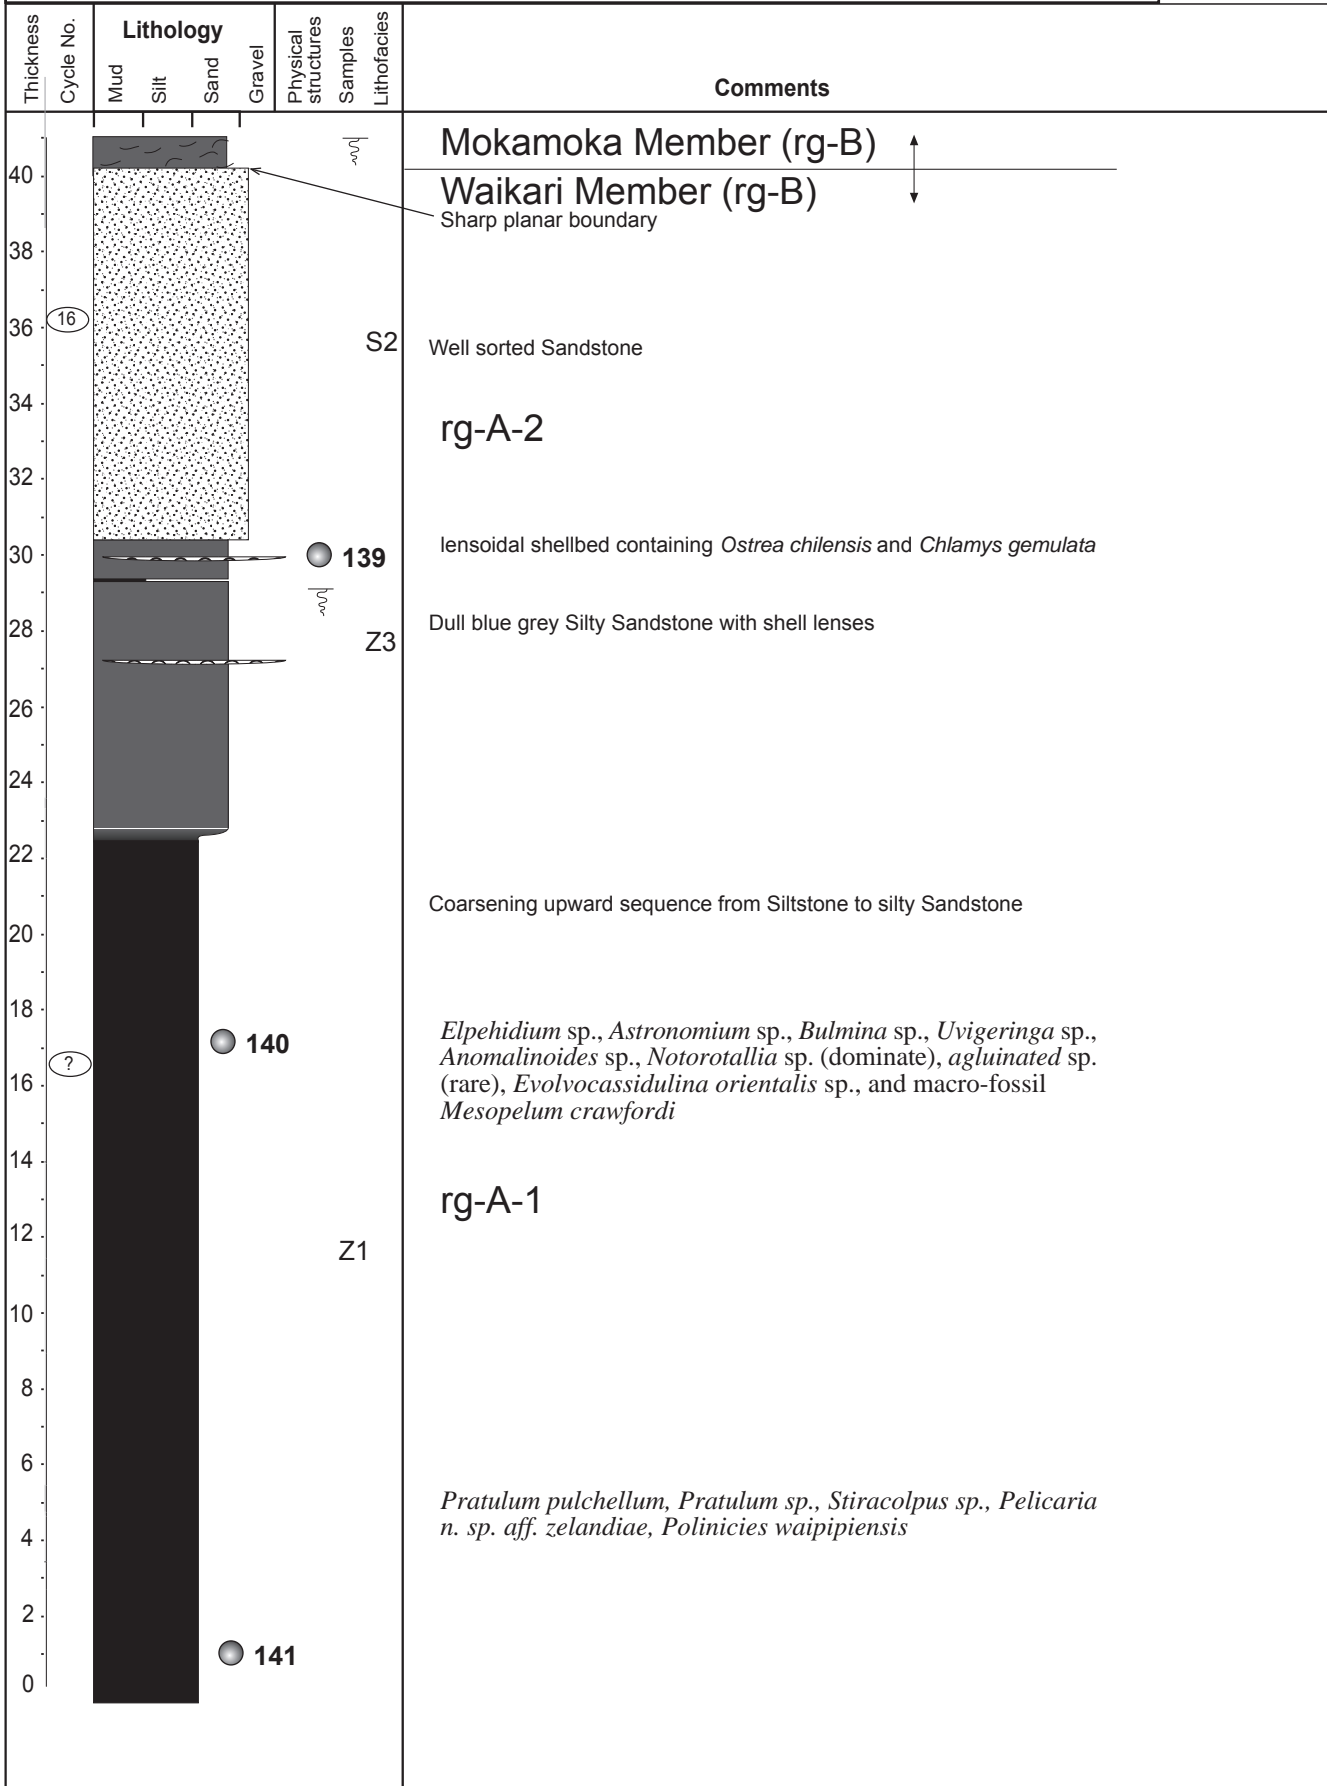 Thickness
Cycle No.
Lithology
Mud
Silt
Sand
Gravel
Physical structures
Samples
Lithofacies
Comments
Mokamoka Member (rg-B)
40
Waikari Member (rg-B)
Sharp planar boundary
38
16
36
S2
Well sorted Sandstone
34
rg-A-2
32
30
139
lensoidal shellbed containing Ostrea chilensis and Chlamys gemulata
28
Z3
Dull blue grey Silty Sandstone with shell lenses
26
24
22
Coarsening upward sequence from Siltstone to silty Sandstone
20
18
140
Elpehidium sp., Astronomium sp., Bulmina sp., Uvigeringa sp.,
Anomalinoides sp., Notorotallia sp. (dominate), agluinated sp.
(rare), Evolvocassidulina orientalis sp., and macro-fossil
Mesopelum crawfordi
?
16
14
rg-A-1
12
Z1
10
8
6
Pratulum pulchellum, Pratulum sp., Stiracolpus sp., Pelicaria
n. sp. aff. zelandiae, Polinicies waipipiensis
4
2
141
0